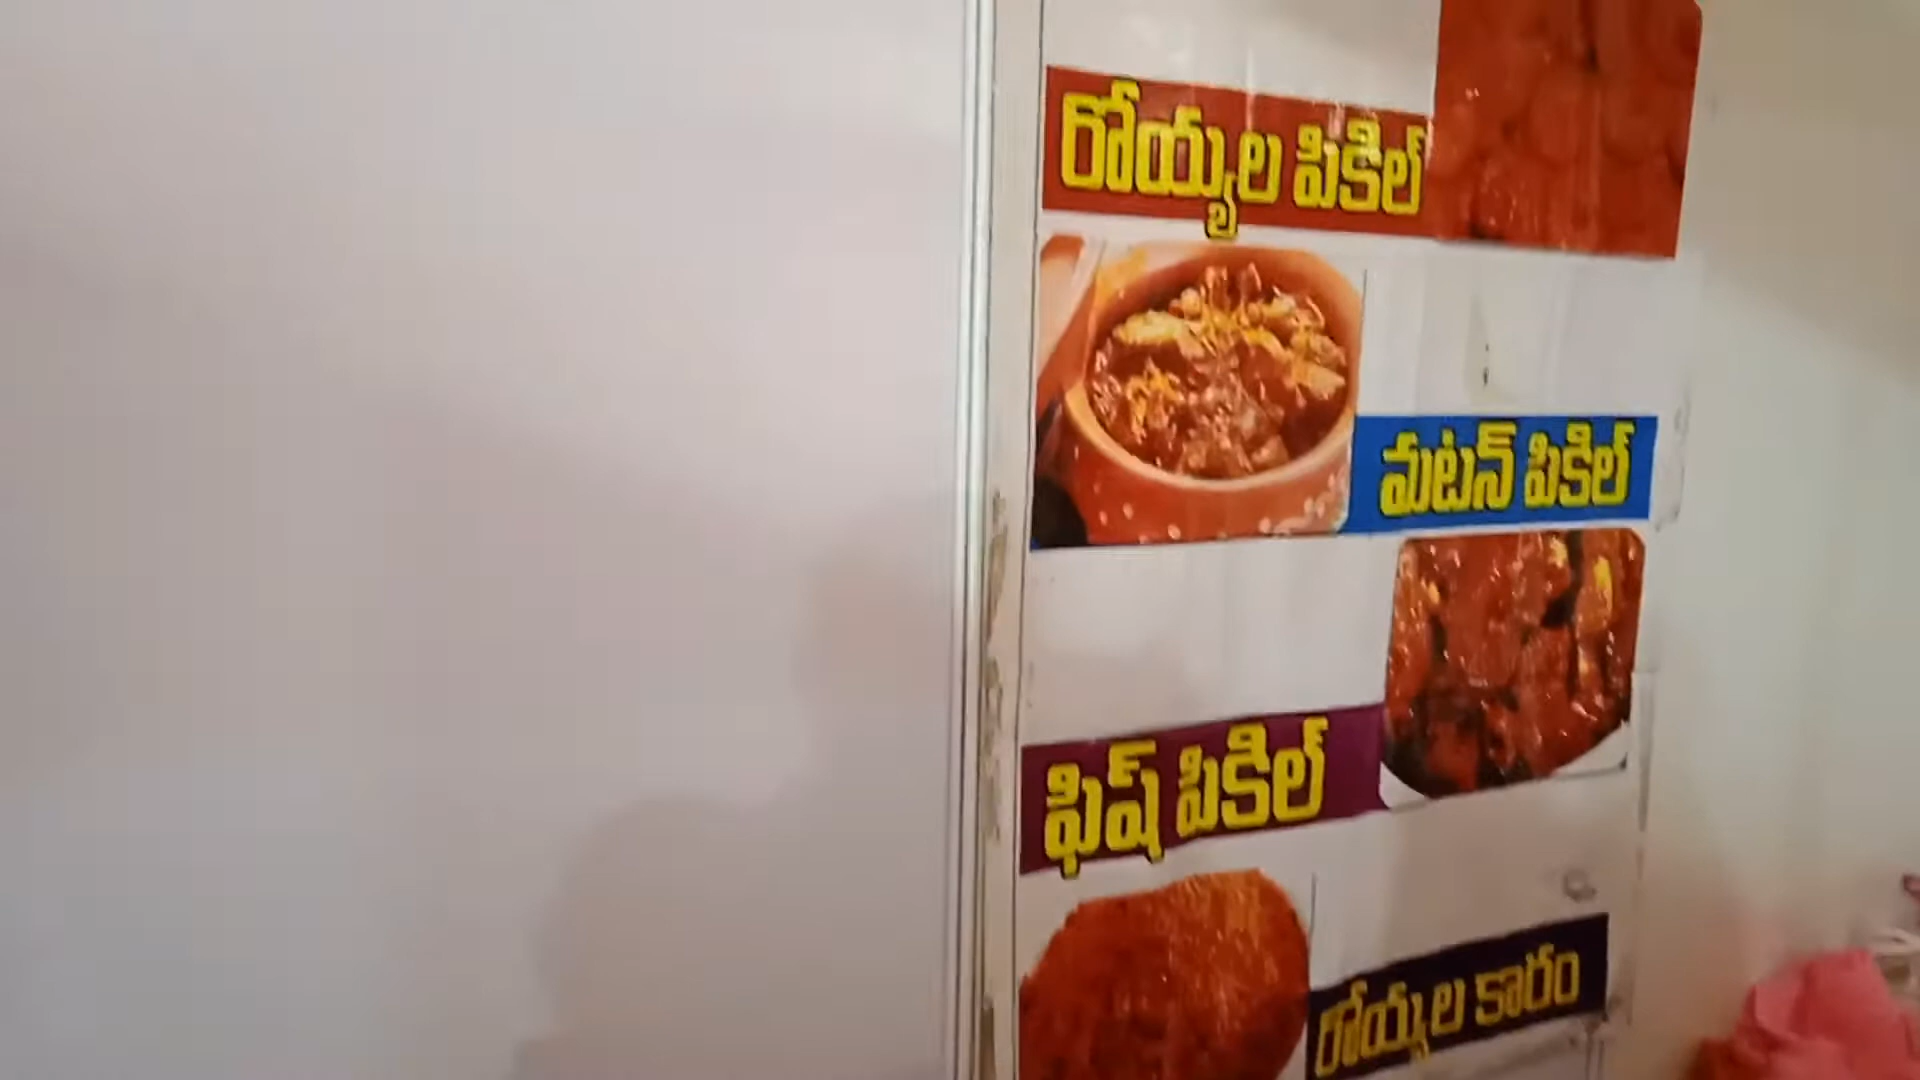 రోయ్యల పికిల్
మటన్ పికిల్
ఫిష్ పికిల్
రోయ్యల కారం